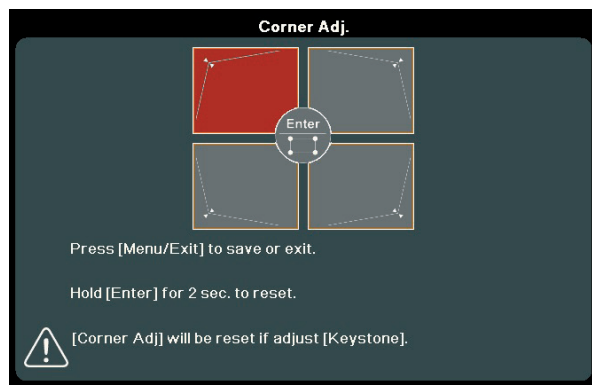 Corner Adj.
Enter
Press [Menu/Exit] to save or exit.
Hold [Enter] for 2 sec. to reset.
[Corner Adj] will be reset if adjust [Keystone].